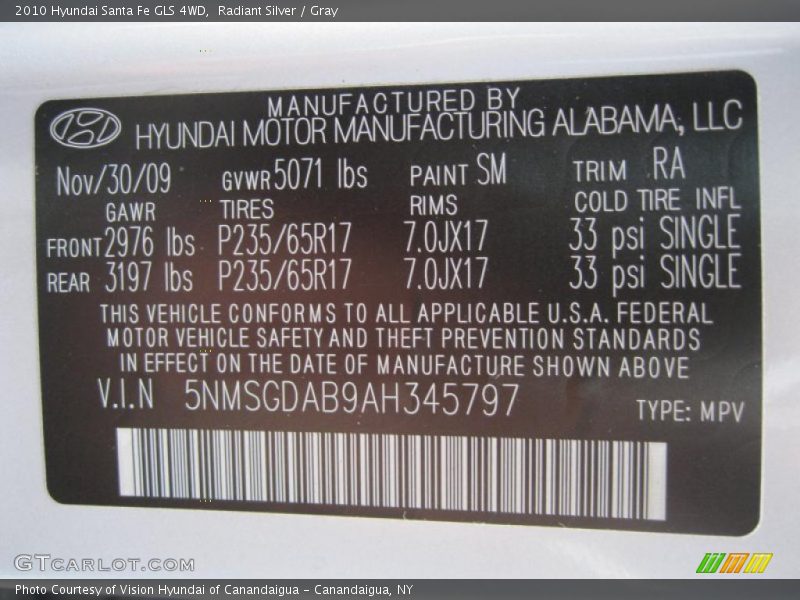 2010 Hyundai Santa Fe GLS 4WD,  Radiant Silver / Gray
MANUFACTURED BY
HYUNDAI MOTOR MANUFACTURING ALABAMA, LLC
Nov/30/09 GVWR 5071 lbs PAINT SM TRIM RA
GAWR TIRES RIMS COLD TIRE INFL
FRONT 2976 lbs P235/65R17 7.0JX17 33 psi SINGLE
REAR 3197 lbs P235/65R17 7.0JX17 33 psi SINGLE
THIS VEHICLE CONFORMS TO ALL APPLICABLE U.S.A. FEDERAL
MOTOR VEHICLE SAFETY AND THEFT PREVENTION STANDARDS
IN EFFECT ON THE DATE OF MANUFACTURE SHOWN ABOVE
V.I.N 5NMSGDAB9AH345797 TYPE: MPV
GTCARLOT.COM
Photo Courtesy of Vision Hyundai of Canandaigua - Canandaigua, NY